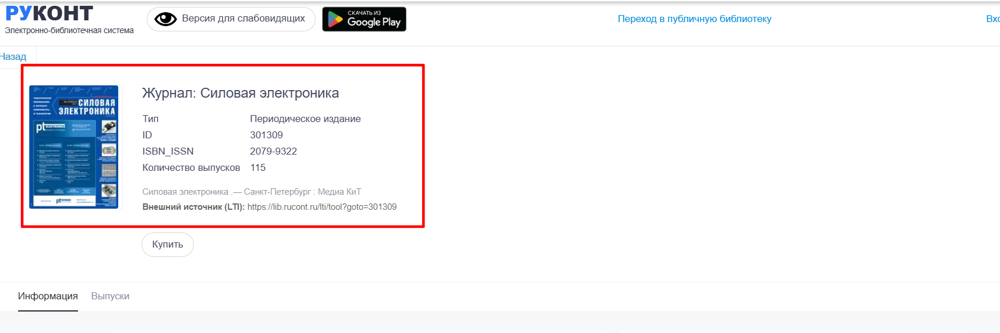 РУКОНТ
Электронно-библиотечная система
Версия для слабовидящих
СКАЧАТЬ ИЗ
Google Play
Переход в публичную библиотеку
Вхо
Назад
СИЛОВАЯ
ЭЛЕКТРОНИКА
pt ELECTRONICS
Журнал: Силовая электроника
Тип Периодическое издание
ID 301309
ISBN_ISSN 2079-9322
Количество выпусков 115
Силовая электроника .— Санкт-Петербург : Медиа КиТ
Внешний источник (LTI): https://lib.rucont.ru/lti/tool?goto=301309
Купить
Информация Выпуски